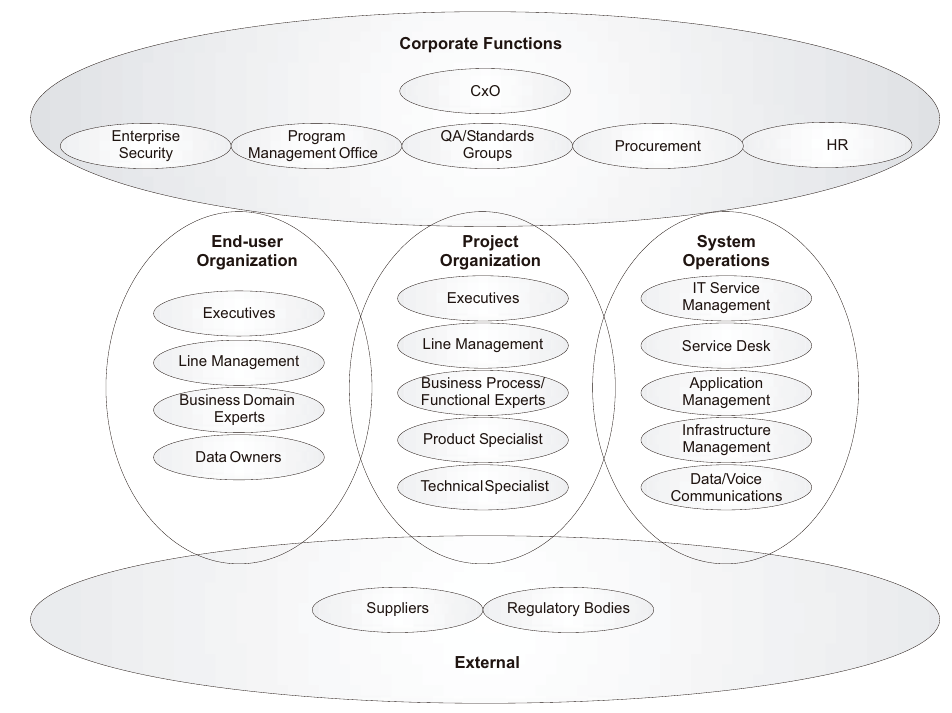 Corporate Functions
CxO
Enterprise
Security
Program
Management Office
QA/Standards
Groups
Procurement
HR
End-user
Organization
Executives
Line Management
Business Domain
Experts
Data Owners
Project
Organization
Executives
Line Management
Business Process/
Functional Experts
Product Specialist
Technical Specialist
System
Operations
IT Service
Management
Service Desk
Application
Management
Infrastructure
Management
Data/Voice
Communications
Suppliers
Regulatory Bodies
External